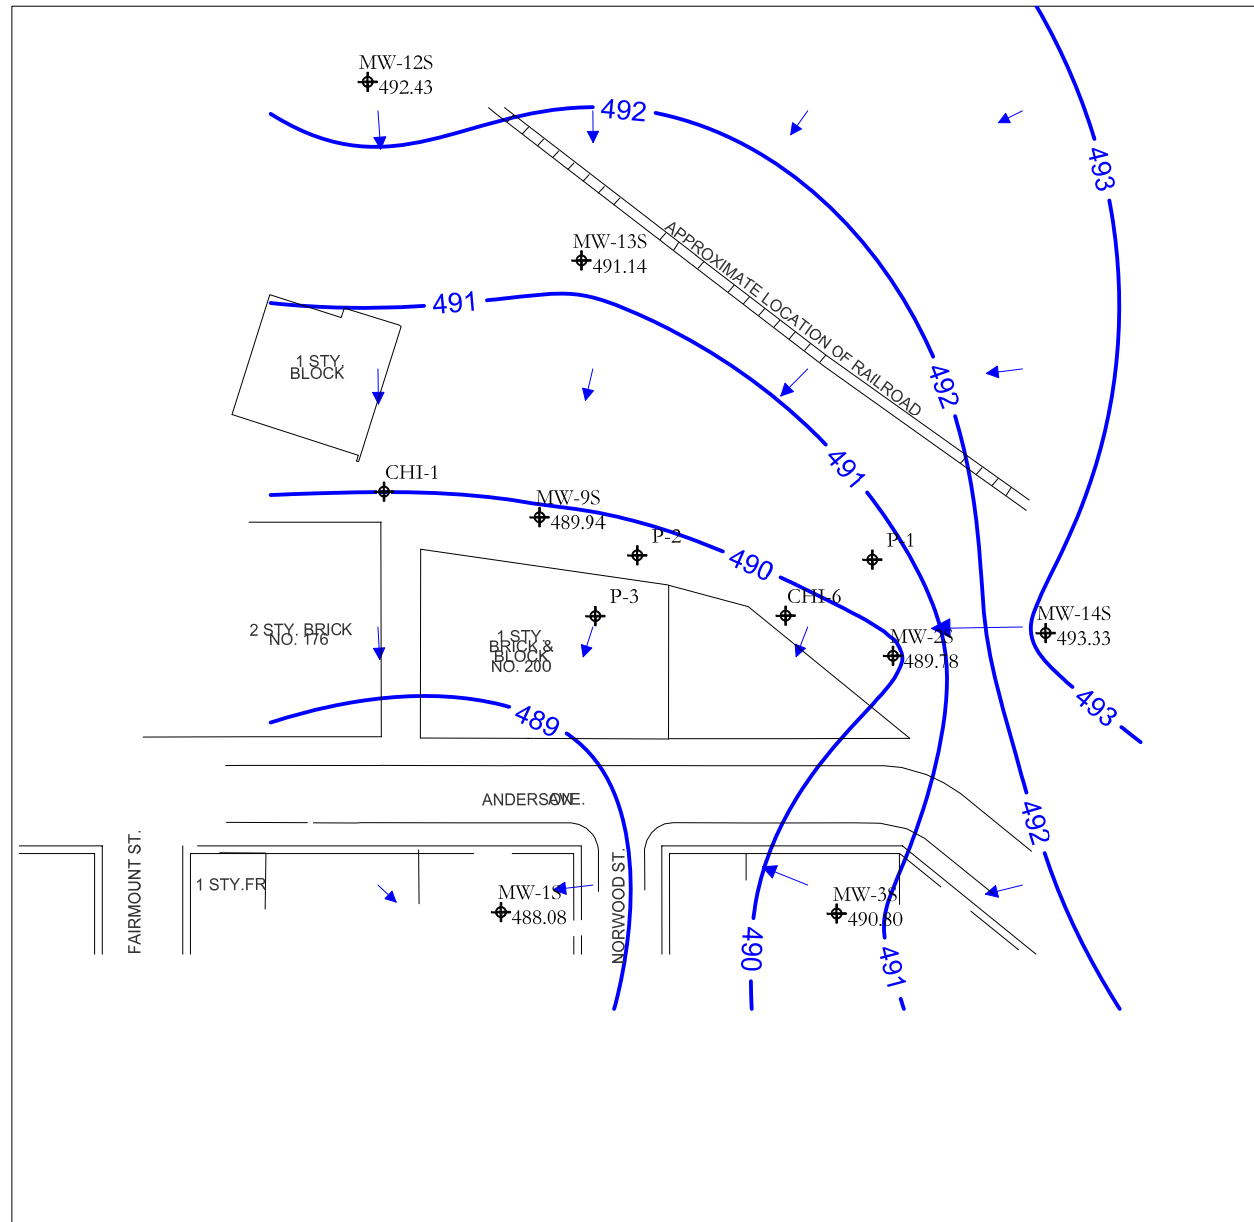 MW-12S
492.43
492
493
MW-13S
491.14
APPROXIMATE LOCATION OF RAILROAD
491
1 STY.
BLOCK
492
491
CHI-1
MW-9S
489.94
P-2
P-1
490
P-3
CHI-6
MW-14S
493.33
2 STY. BRICK
NO. 176
1 STY.
BRICK &
BLOCK
NO. 200
MW-2S
489.78
489
493
ANDERSON AVE.
492
FAIRMOUNT ST.
NORWOOD ST.
1 STY.FR
MW-1S
488.08
MW-3S
490.80
490
491